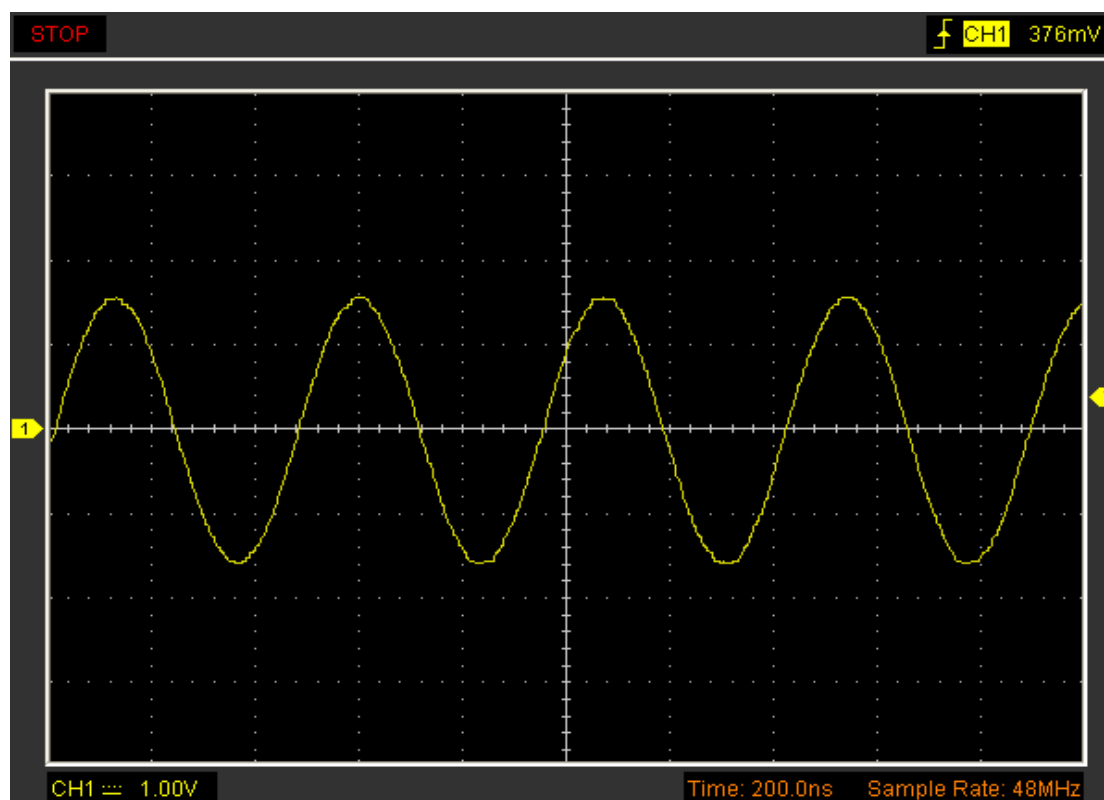 STOP
CH1 376mV
1
CH1 1.00V
Time: 200.0ns Sample Rate: 48MHz